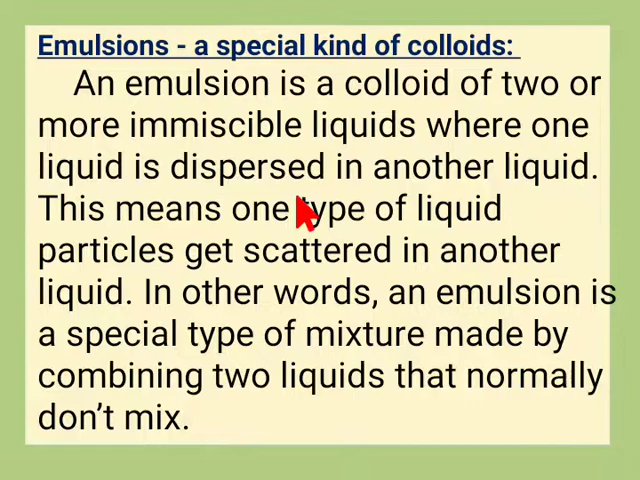 Emulsions - a special kind of colloids:
An emulsion is a colloid of two or
more immiscible liquids where one
liquid is dispersed in another liquid.
This means one type of liquid
particles get scattered in another
liquid. In other words, an emulsion is
a special type of mixture made by
combining two liquids that normally
don't mix.